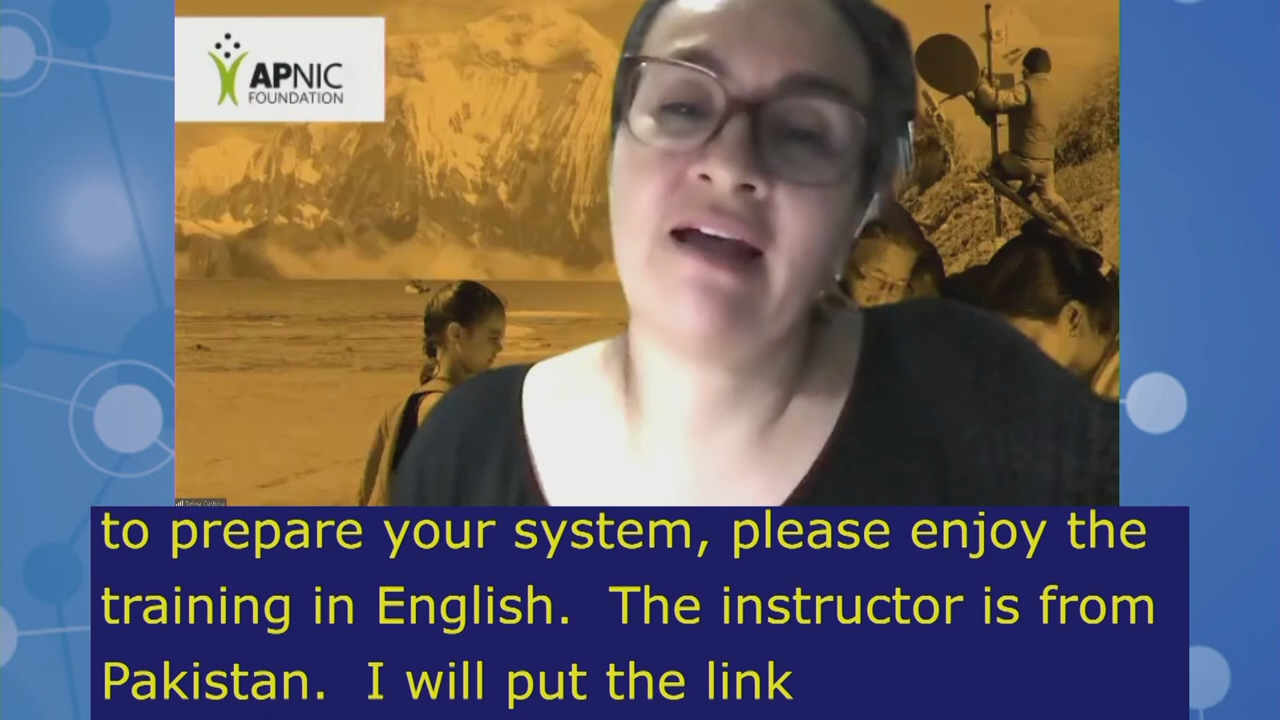 APNIC
FOUNDATION
to prepare your system, please enjoy the
training in English.  The instructor is from
Pakistan.  I will put the link